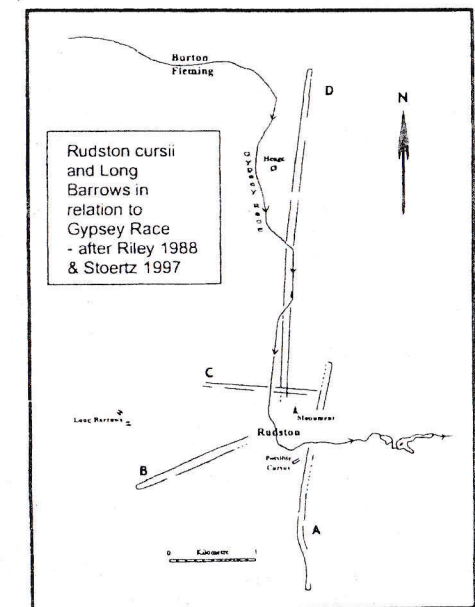 Burton
Fleming
D
N
Rudston cursii
and Long
Barrows in
relation to
Gypsey Race
- after Riley 1988
& Stoertz 1997
Gypsey Race
Henge
C
Monument
Long Barrows
Rudston
Possible
Cursus
B
A
0 Kilometre 1